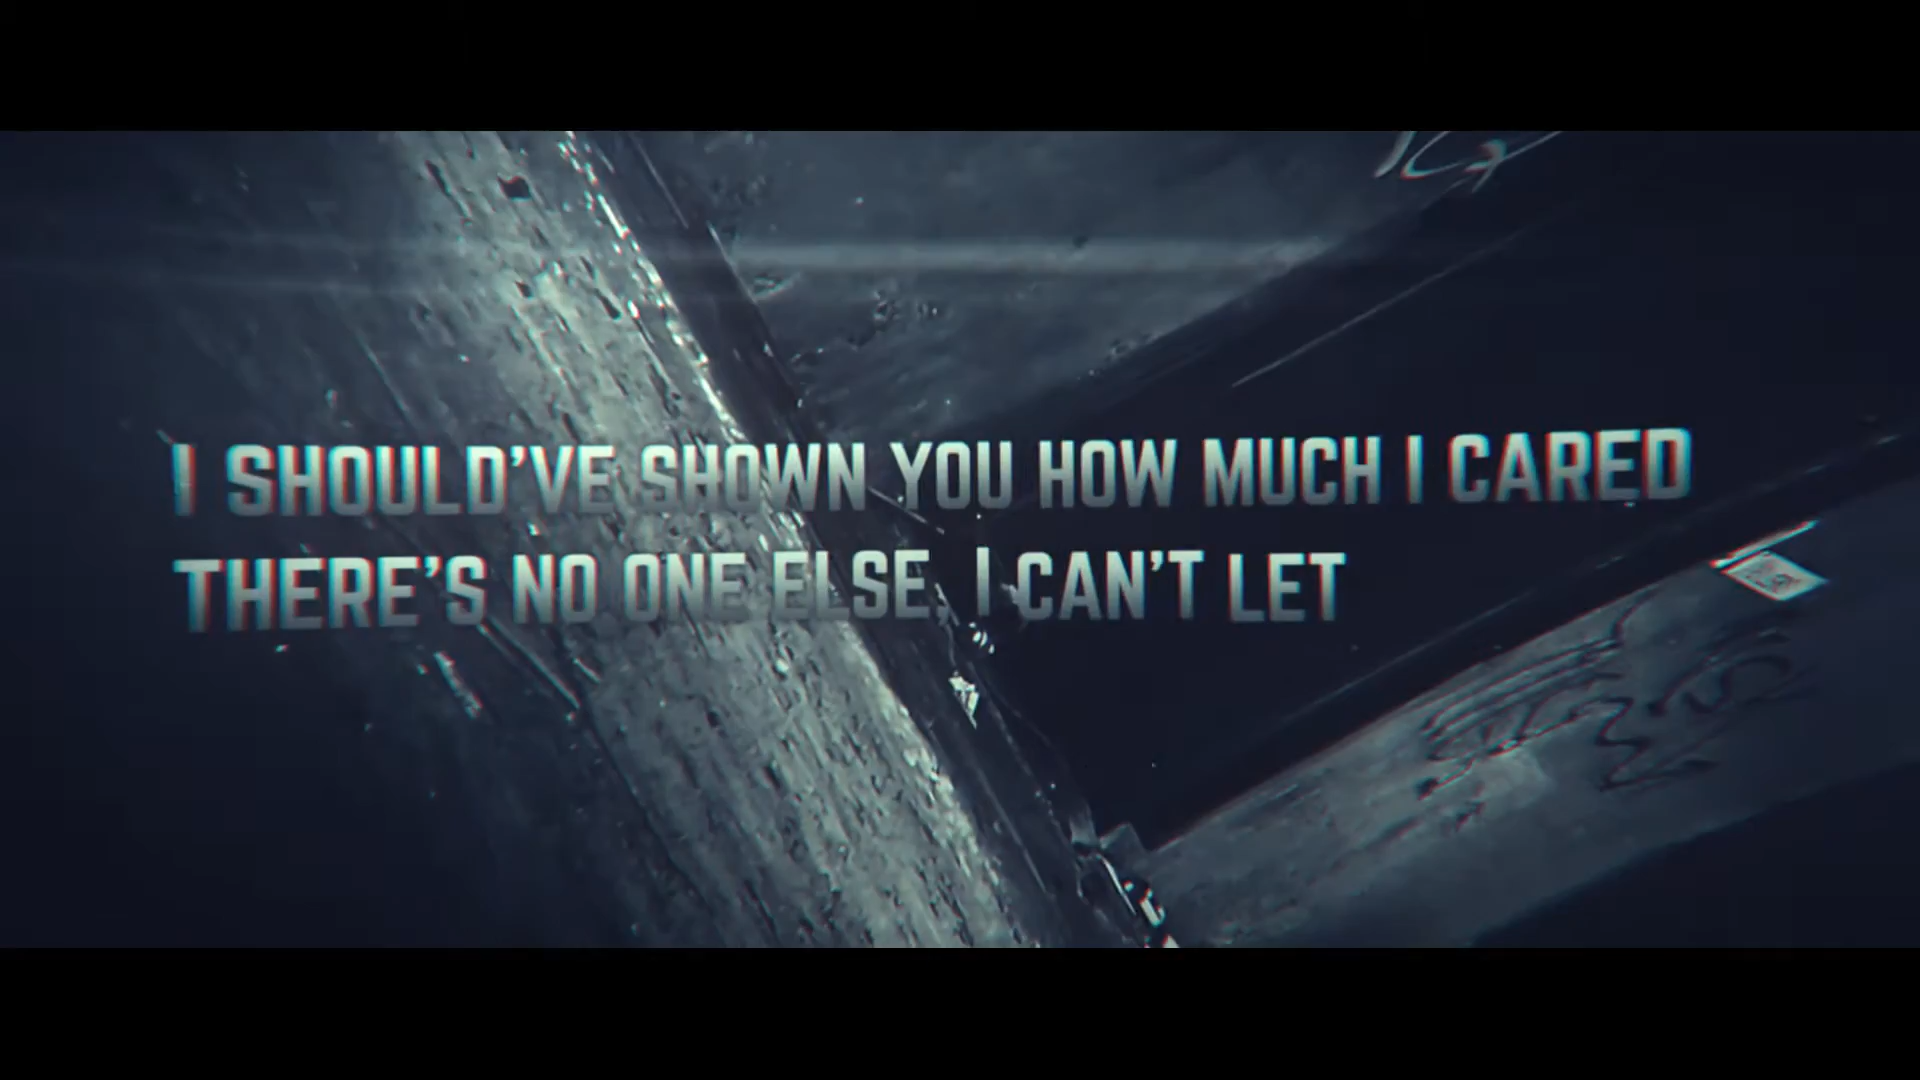 I SHOULD'VE SHOWN YOU HOW MUCH I CARED
THERE'S NO ONE ELSE, I CAN'T LET